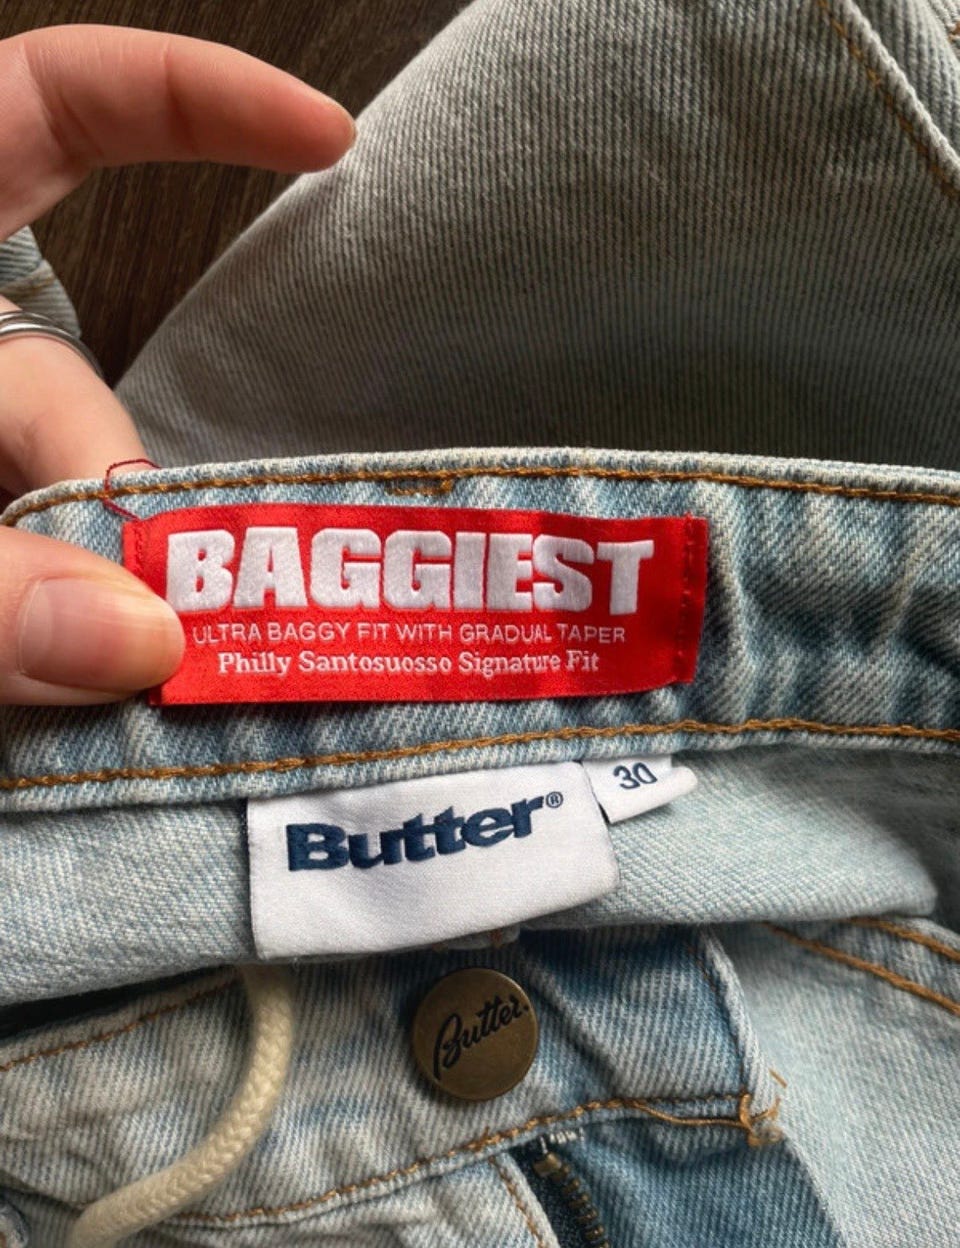 BAGGIEST
ULTRA BAGGY FIT WITH GRADUAL TAPER
Philly Santosuosso Signature Fit
30
Butter®
Butter.